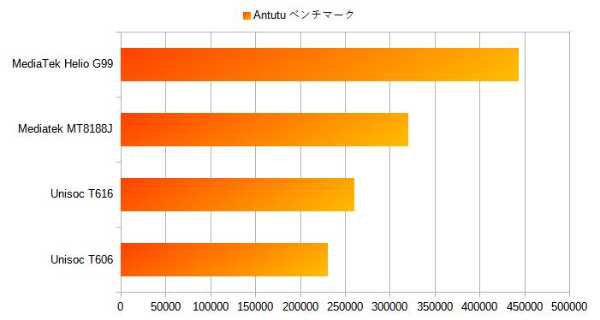 Antutu ベンチマーク
MediaTek Helio G99
Mediatek MT8188J
Unisoc T616
Unisoc T606
0 50000 100000 150000 200000 250000 300000 350000 400000 450000 500000